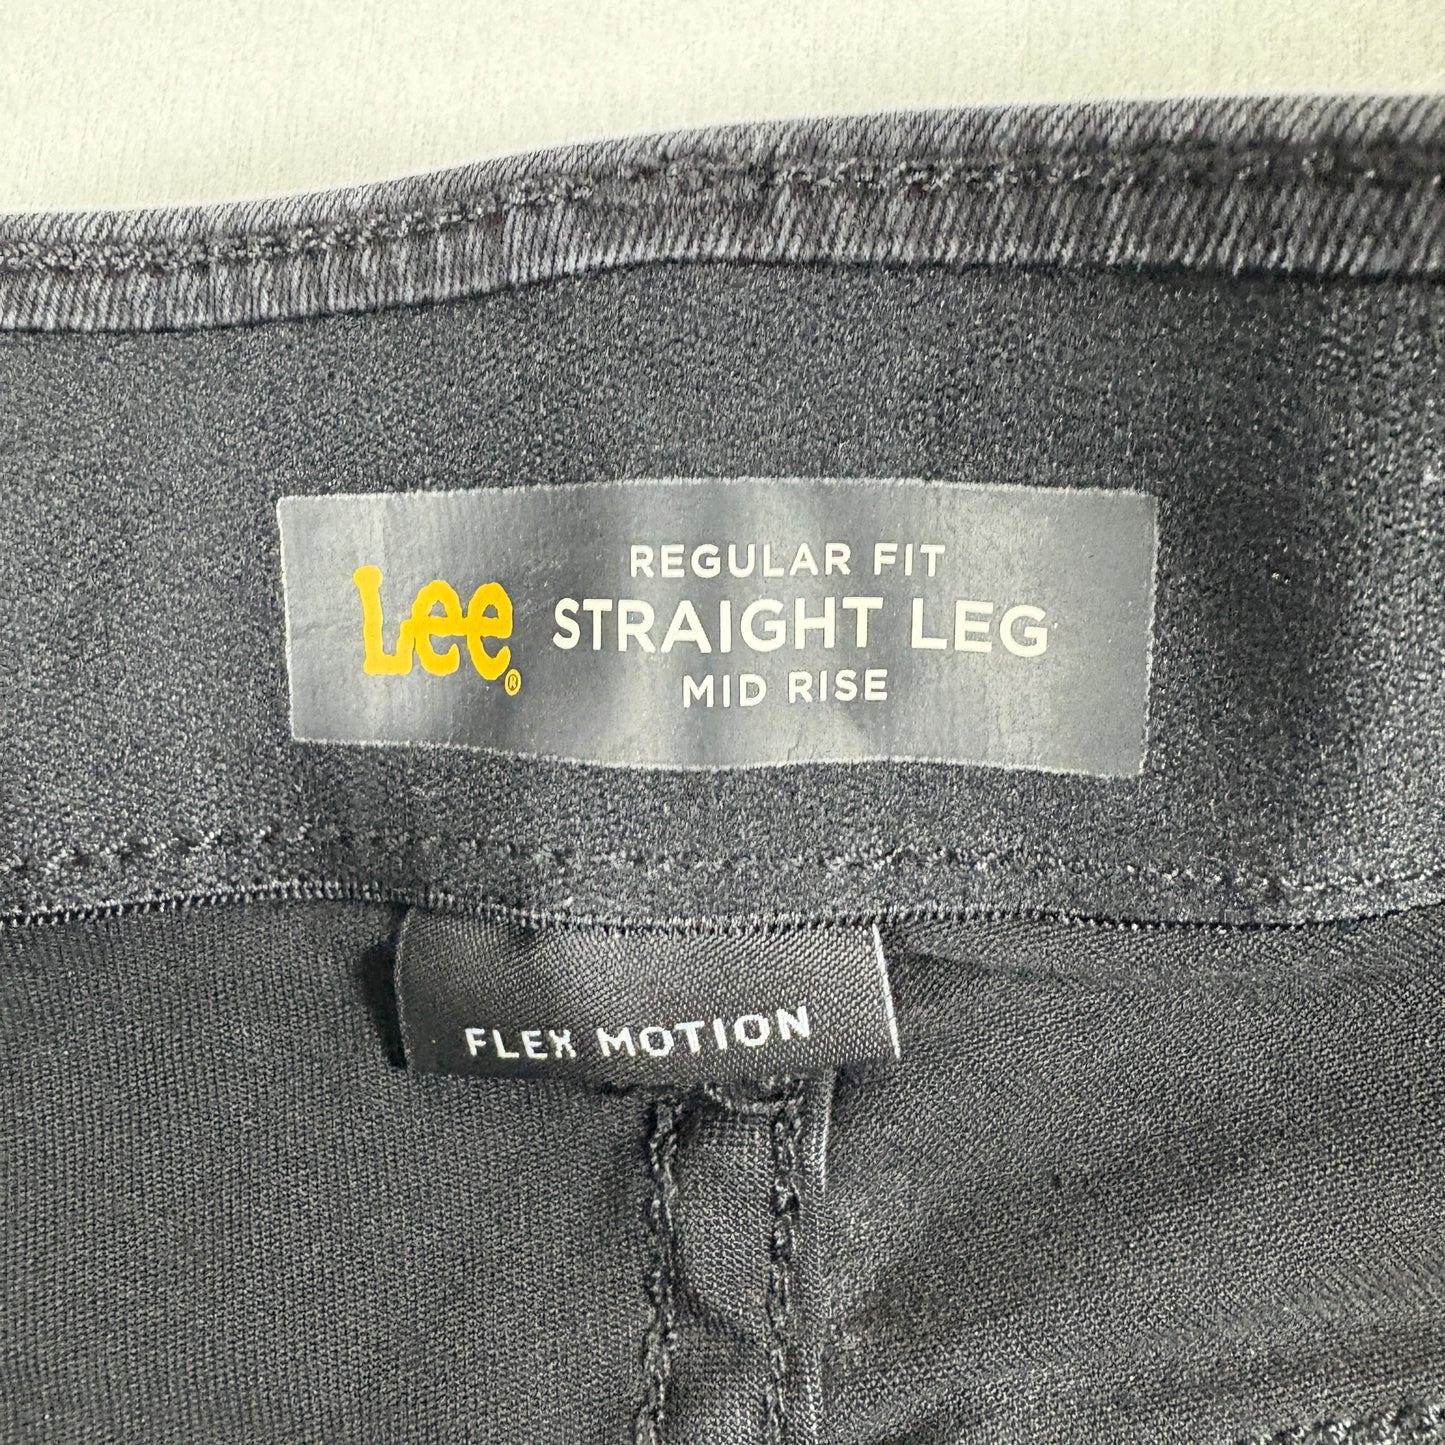 Lee®
REGULAR FIT
STRAIGHT LEG
MID RISE
FLEX MOTION